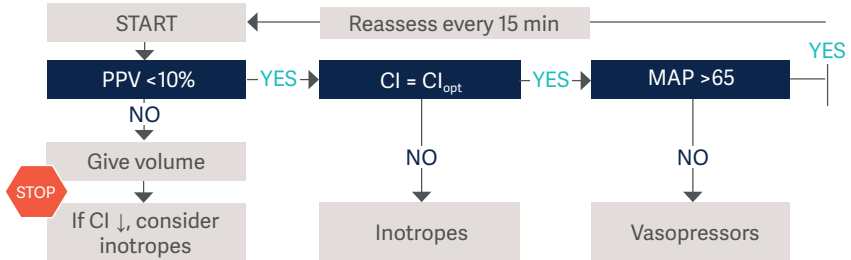 START
Reassess every 15 min
YES
PPV <10%
YES
CI = CIopt
YES
MAP >65
NO
Give volume
NO
NO
STOP
If CI ↓, consider
inotropes
Inotropes
Vasopressors